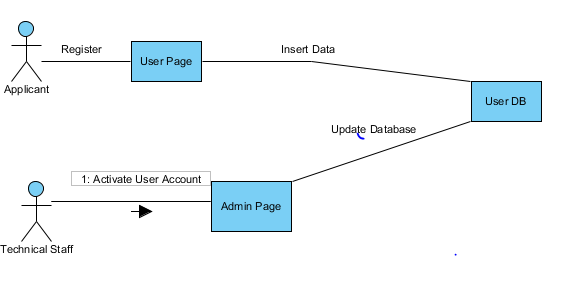 Register
Insert Data
User Page
Applicant
User DB
Update Database
1: Activate User Account
Admin Page
Technical Staff